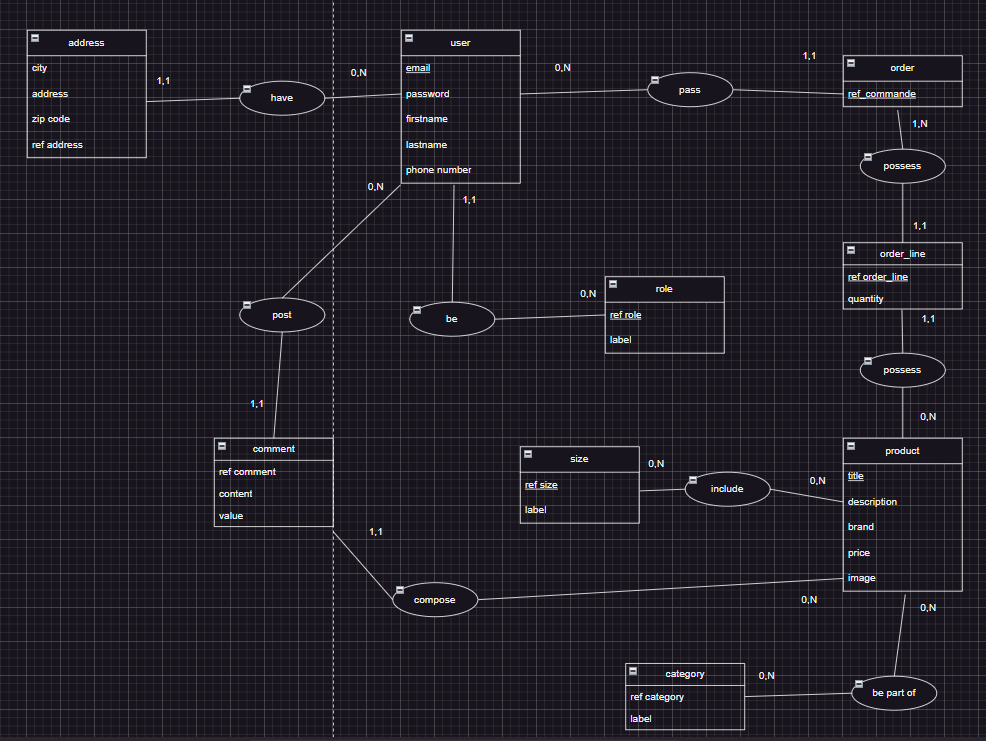 address
city
address
zip code
ref address
1,1
have
0,N
user
email
password
firstname
lastname
phone number
0,N
pass
1,1
order
ref_commande
1,N
possess
1,1
order_line
ref order_line
quantity
1,1
possess
0,N
0,N
post
1,1
1,1
be
0,N
role
ref role
label
comment
ref comment
content
value
1,1
compose
0,N
size
ref size
label
0,N
include
0,N
product
title
description
brand
price
image
0,N
be part of
0,N
category
ref category
label